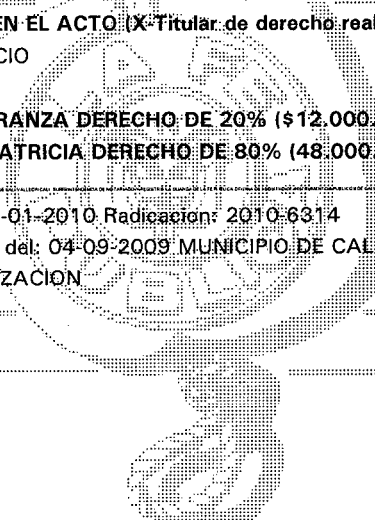 EN EL ACTO (X-Titular de derecho real
CIO
RANZA DERECHO DE 20% ($12.000.
ATRICIA DERECHO DE 80% (48.000.
-01-2010 Radicacion: 2010-6314
del: 04-09-2009 MUNICIPIO DE CAL
IZACION